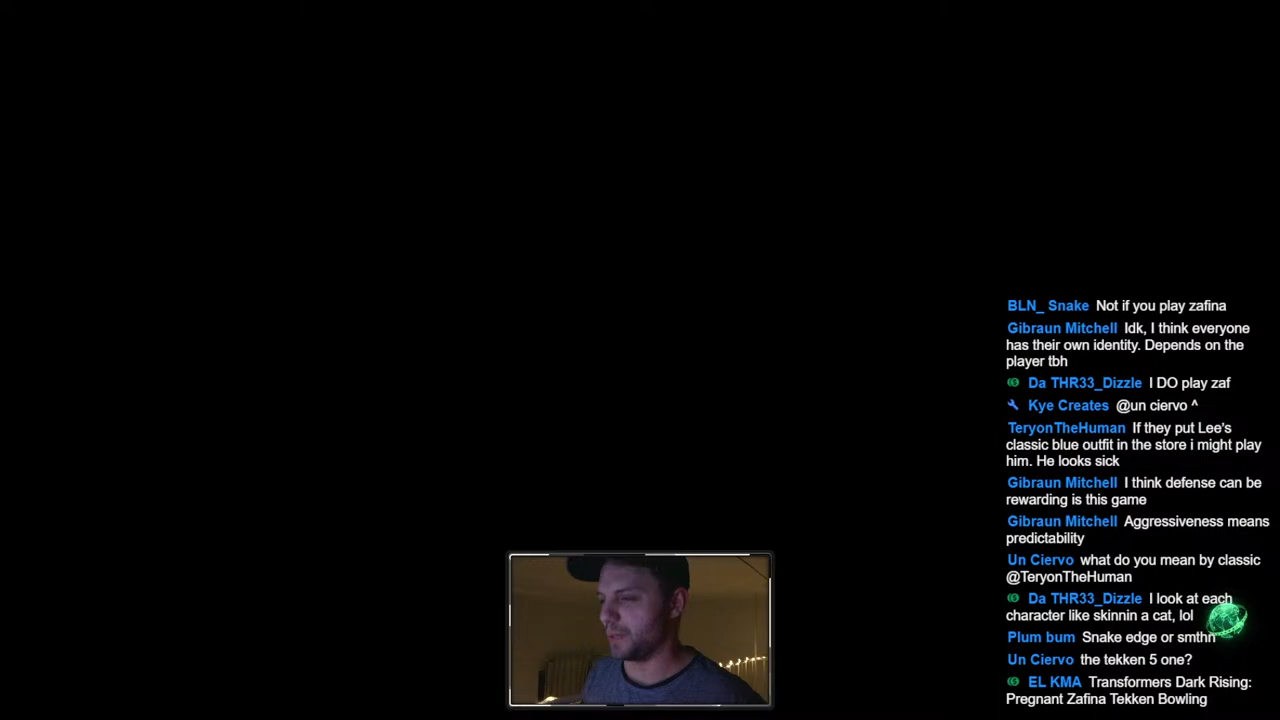 BLN_ Snake Not if you play zafina
Gibraun Mitchell Idk, I think everyone
has their own identity. Depends on the
player tbh
Da THR33_Dizzle I DO play zaf
Kye Creates @un ciervo ^
TeryonTheHuman If they put Lee's
classic blue outfit in the store i might play
him. He looks sick
Gibraun Mitchell I think defense can be
rewarding is this game
Gibraun Mitchell Aggressiveness means
predictability
Un Ciervo what do you mean by classic
@TeryonTheHuman
Da THR33_Dizzle I look at each
character like skinnin a cat, lol
Plum bum Snake edge or smthn
Un Ciervo the tekken 5 one?
EL KMA Transformers Dark Rising:
Pregnant Zafina Tekken Bowling